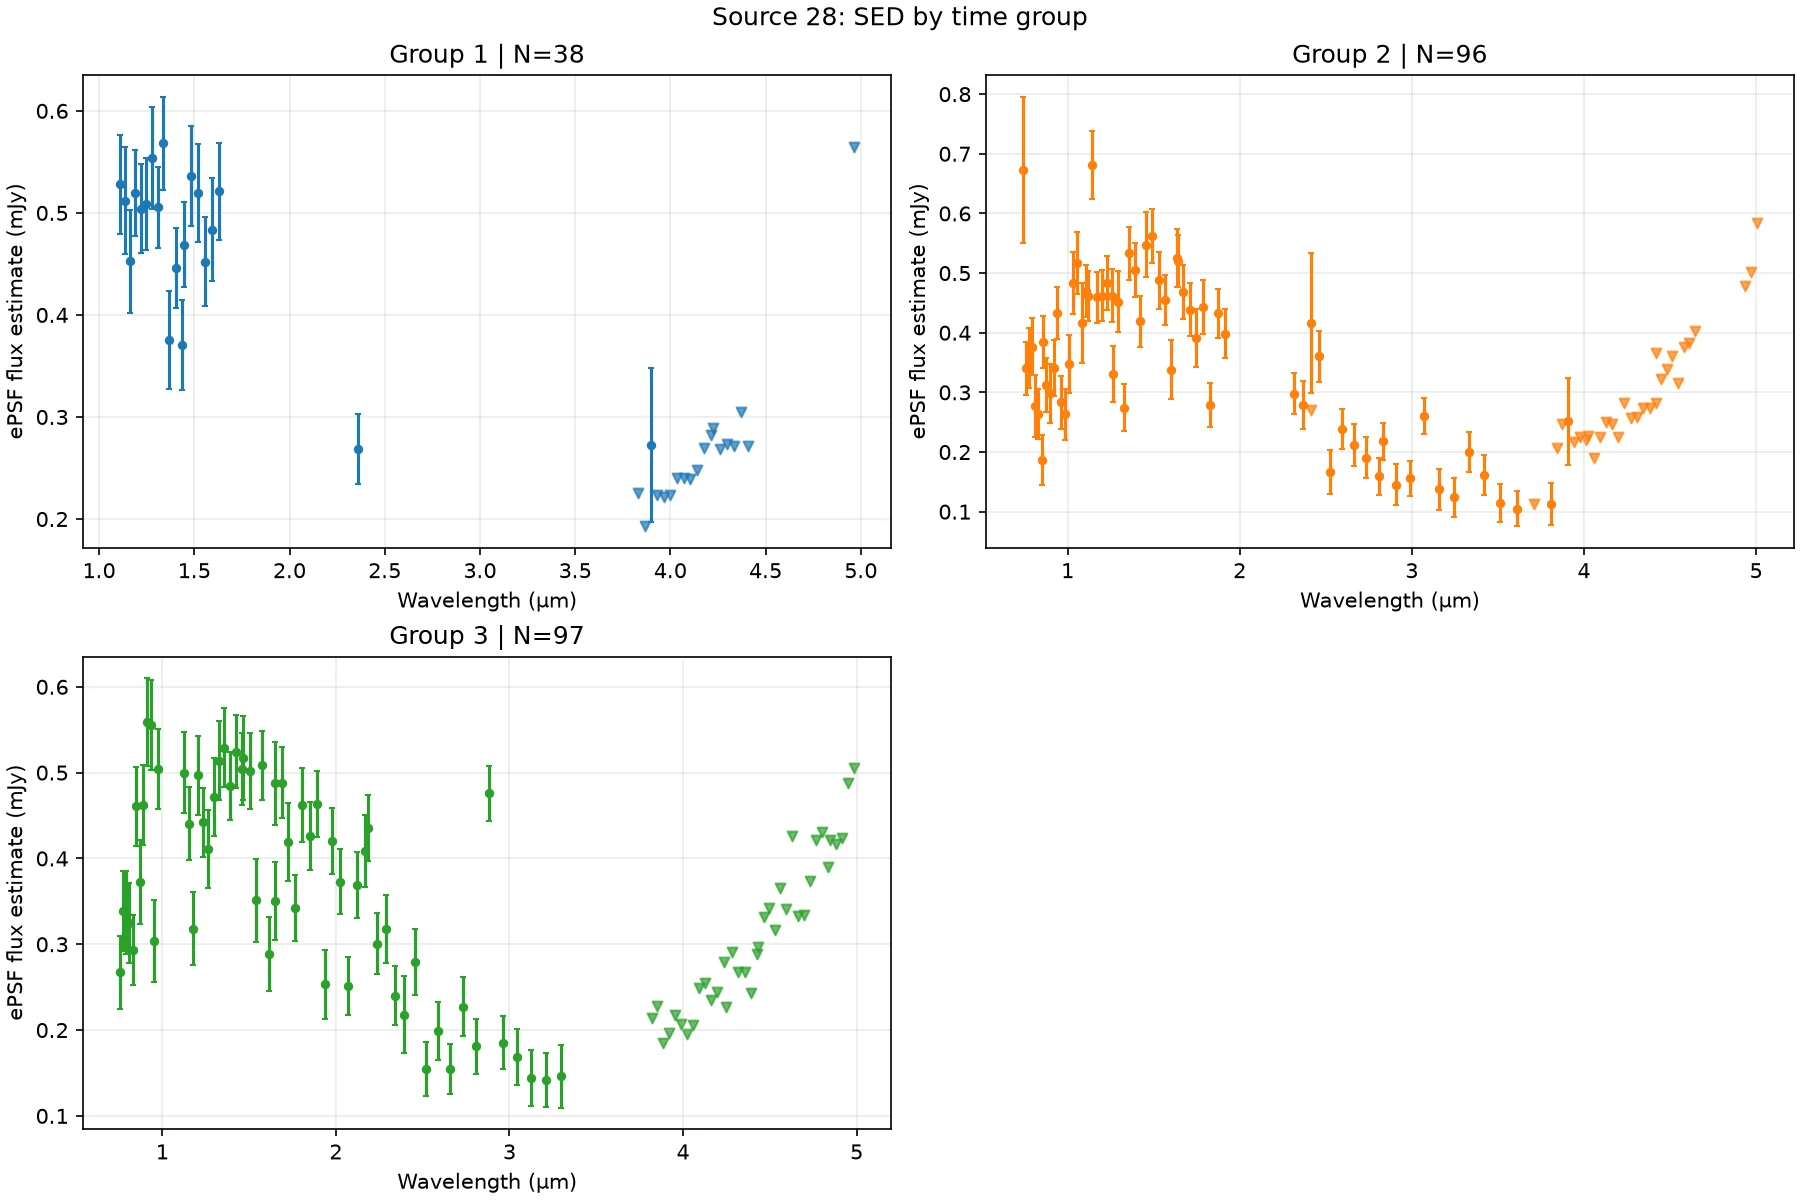 Source 28: SED by time group
Group 1 | N=38
ePSF flux estimate (mJy)
0.6
0.5
0.4
0.3
0.2
1.0 1.5 2.0 2.5 3.0 3.5 4.0 4.5 5.0
Wavelength (μm)
Group 2 | N=96
ePSF flux estimate (mJy)
0.8
0.7
0.6
0.5
0.4
0.3
0.2
0.1
1 2 3 4 5
Wavelength (μm)
Group 3 | N=97
ePSF flux estimate (mJy)
0.6
0.5
0.4
0.3
0.2
0.1
1 2 3 4 5
Wavelength (μm)